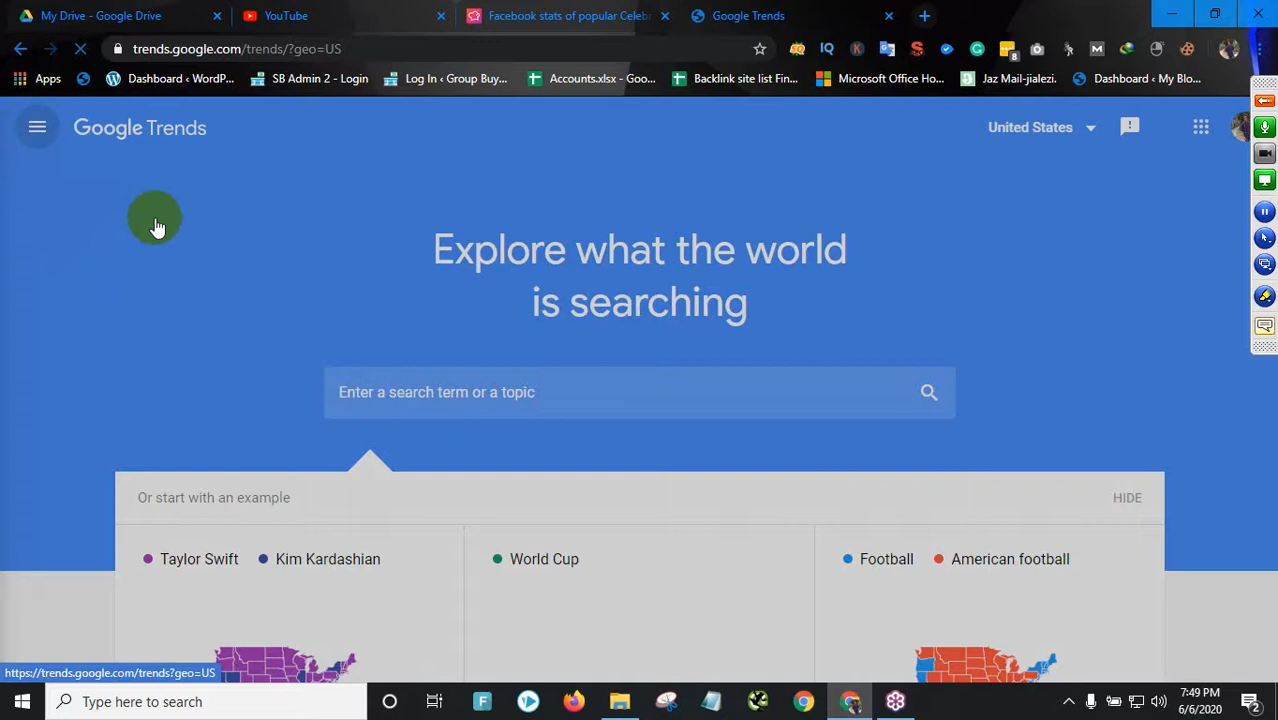 My Drive - Google Drive
YouTube
Facebook stats of popular Celeb
Google Trends
trends.google.com/trends/?geo=US
IQ
K
S
G
8
M
Apps
Dashboard ‹ WordP...
SB Admin 2 - Login
Log In ‹ Group Buy...
Accounts.xlsx - Goo...
Backlink site list Fin...
Microsoft Office Ho...
Jaz Mail-jialezi.
Dashboard ‹ My Blo...
Google Trends
United States
Explore what the world
is searching
Enter a search term or a topic
Or start with an example
HIDE
Taylor Swift
Kim Kardashian
World Cup
Football
American football
https://trends.google.com/trends?geo=US
Type here to search
F
7:49 PM
6/6/2020
2